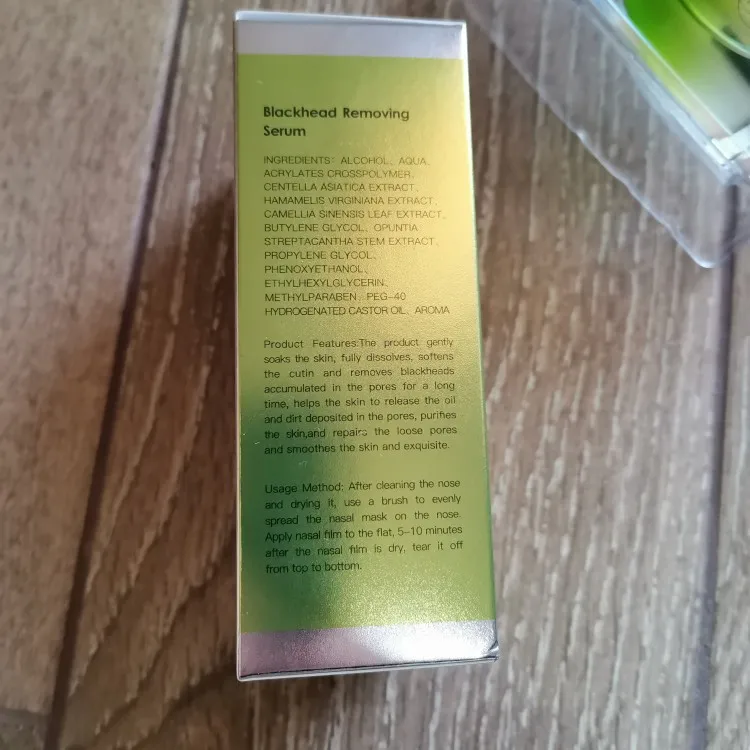 Blackhead Removing
Serum
INGREDIENTS: ALCOHOL、AQUA、
ACRYLATES CROSSPOLYMER、
CENTELLA ASIATICA EXTRACT、
HAMAMELIS VIRGINIANA EXTRACT、
CAMELLIA SINENSIS LEAF EXTRACT、
BUTYLENE GLYCOL、OPUNTIA
STREPTACANTHA STEM EXTRACT、
PROPYLENE GLYCOL、
PHENOXYETHANOL、
ETHYLHEXYLGLYCERIN、
METHYLPARABEN、PEG-40
HYDROGENATED CASTOR OIL、AROMA
Product Features:The product gently
soaks the skin, fully dissolves, softens
the cutin and removes blackheads
accumulated in the pores for a long
time, helps the skin to release the oil
and dirt deposited in the pores, purifies
the skin,and repairs the loose pores
and smoothes the skin and exquisite.
Usage Method: After cleaning the nose
and drying it, use a brush to evenly
spread the nasal mask on the nose.
Apply nasal film to the flat, 5-10 minutes
after the nasal film is dry, tear it off
from top to bottom.